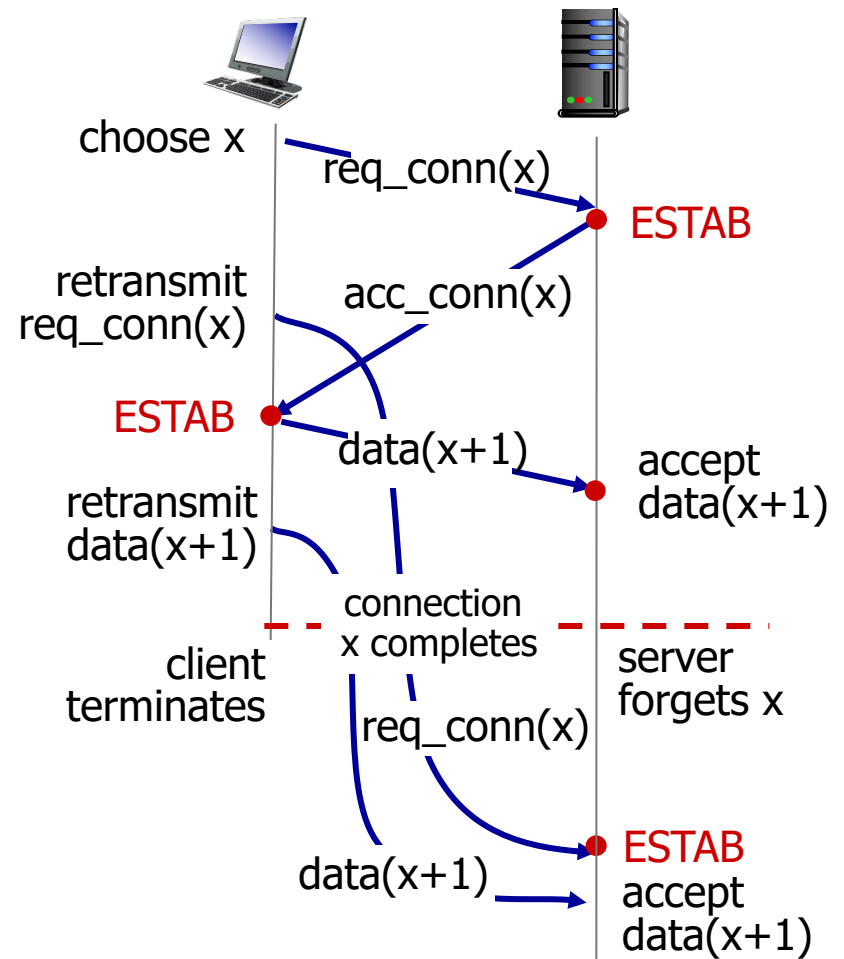 choose x
req_conn(x)
ESTAB
retransmit
req_conn(x)
acc_conn(x)
ESTAB
data(x+1)
accept
data(x+1)
retransmit
data(x+1)
connection
x completes
client
terminates
server
forgets x
req_conn(x)
ESTAB
data(x+1)
accept
data(x+1)